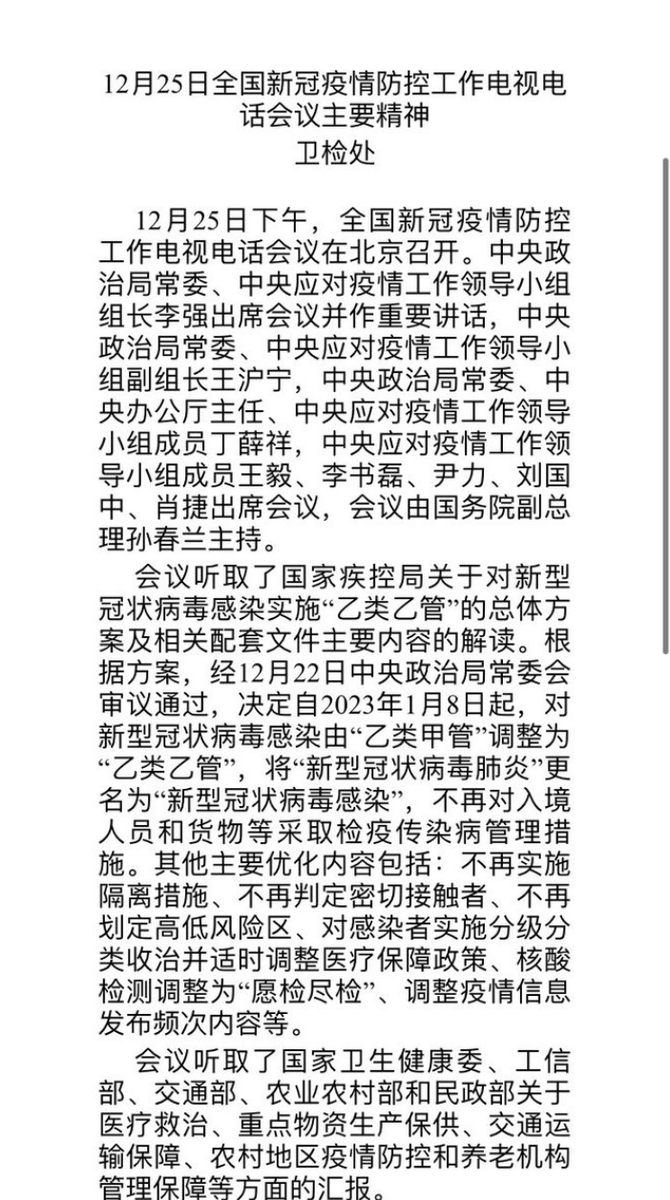 12月25日全国新冠疫情防控工作电视电
话会议主要精神
卫检处
12月25日下午，全国新冠疫情防控
工作电视电话会议在北京召开。中央政
治局常委、中央应对疫情工作领导小组
组长李强出席会议并作重要讲话，中央
政治局常委、中央应对疫情工作领导小
组副组长王沪宁，中央政治局常委、中
央办公厅主任、中央应对疫情工作领导
小组成员丁薛祥，中央应对疫情工作领
导小组成员王毅、李书磊、尹力、刘国
中、肖捷出席会议，会议由国务院副总
理孙春兰主持。
会议听取了国家疾控局关于对新型
冠状病毒感染实施“乙类乙管”的总体方
案及相关配套文件主要内容的解读。根
据方案，经12月22日中央政治局常委会
审议通过，决定自2023年1月8日起，对
新型冠状病毒感染由“乙类甲管”调整为
“乙类乙管”，将“新型冠状病毒肺炎”更
名为“新型冠状病毒感染”，不再对入境
人员和货物等采取检疫传染病管理措
施。其他主要优化内容包括：不再实施
隔离措施、不再判定密切接触者、不再
划定高低风险区、对感染者实施分级分
类收治并适时调整医疗保障政策、核酸
检测调整为“愿检尽检”、调整疫情信息
发布频次内容等。
会议听取了国家卫生健康委、工信
部、交通部、农业农村部和民政部关于
医疗救治、重点物资生产保供、交通运
输保障、农村地区疫情防控和养老机构
管理保障等方面的汇报。